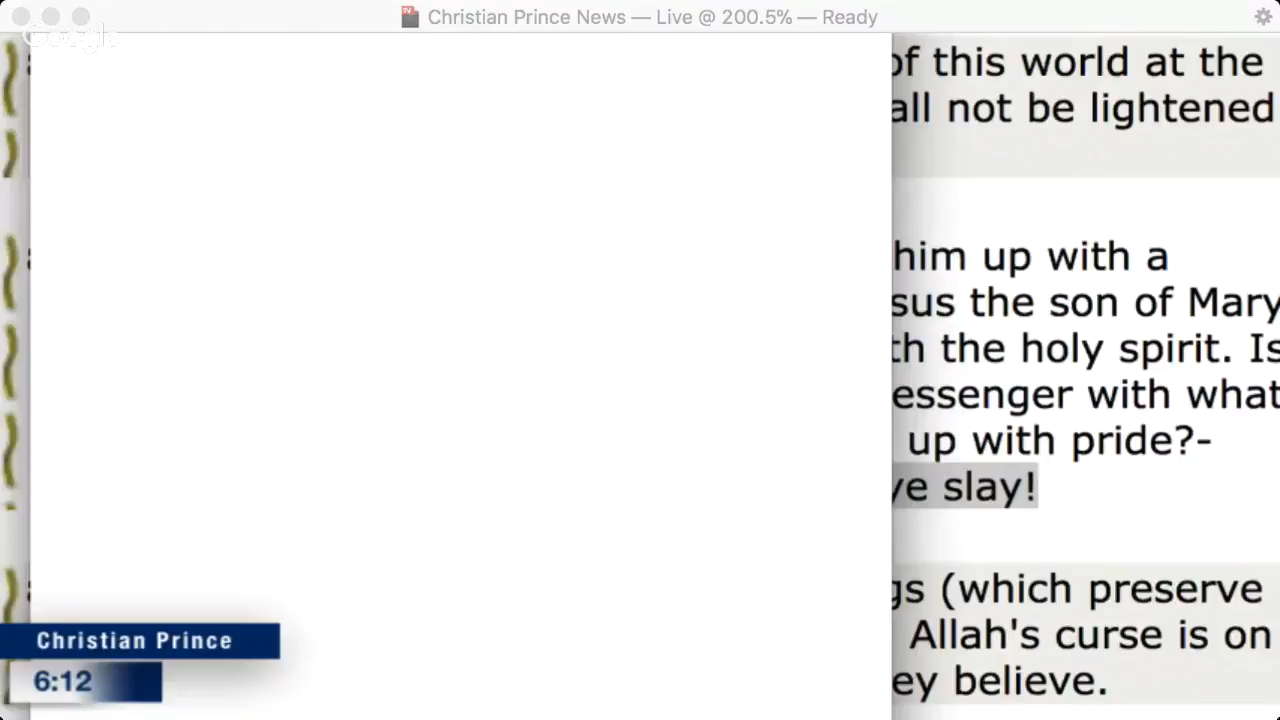 Christian Prince News — Live @ 200.5% — Ready
Google
of this world at the
all not be lightened
him up with a
sus the son of Mary
th the holy spirit. Is
essenger with what
up with pride?-
ye slay!
gs (which preserve
Allah's curse is on
ey believe.
Christian Prince
6:12